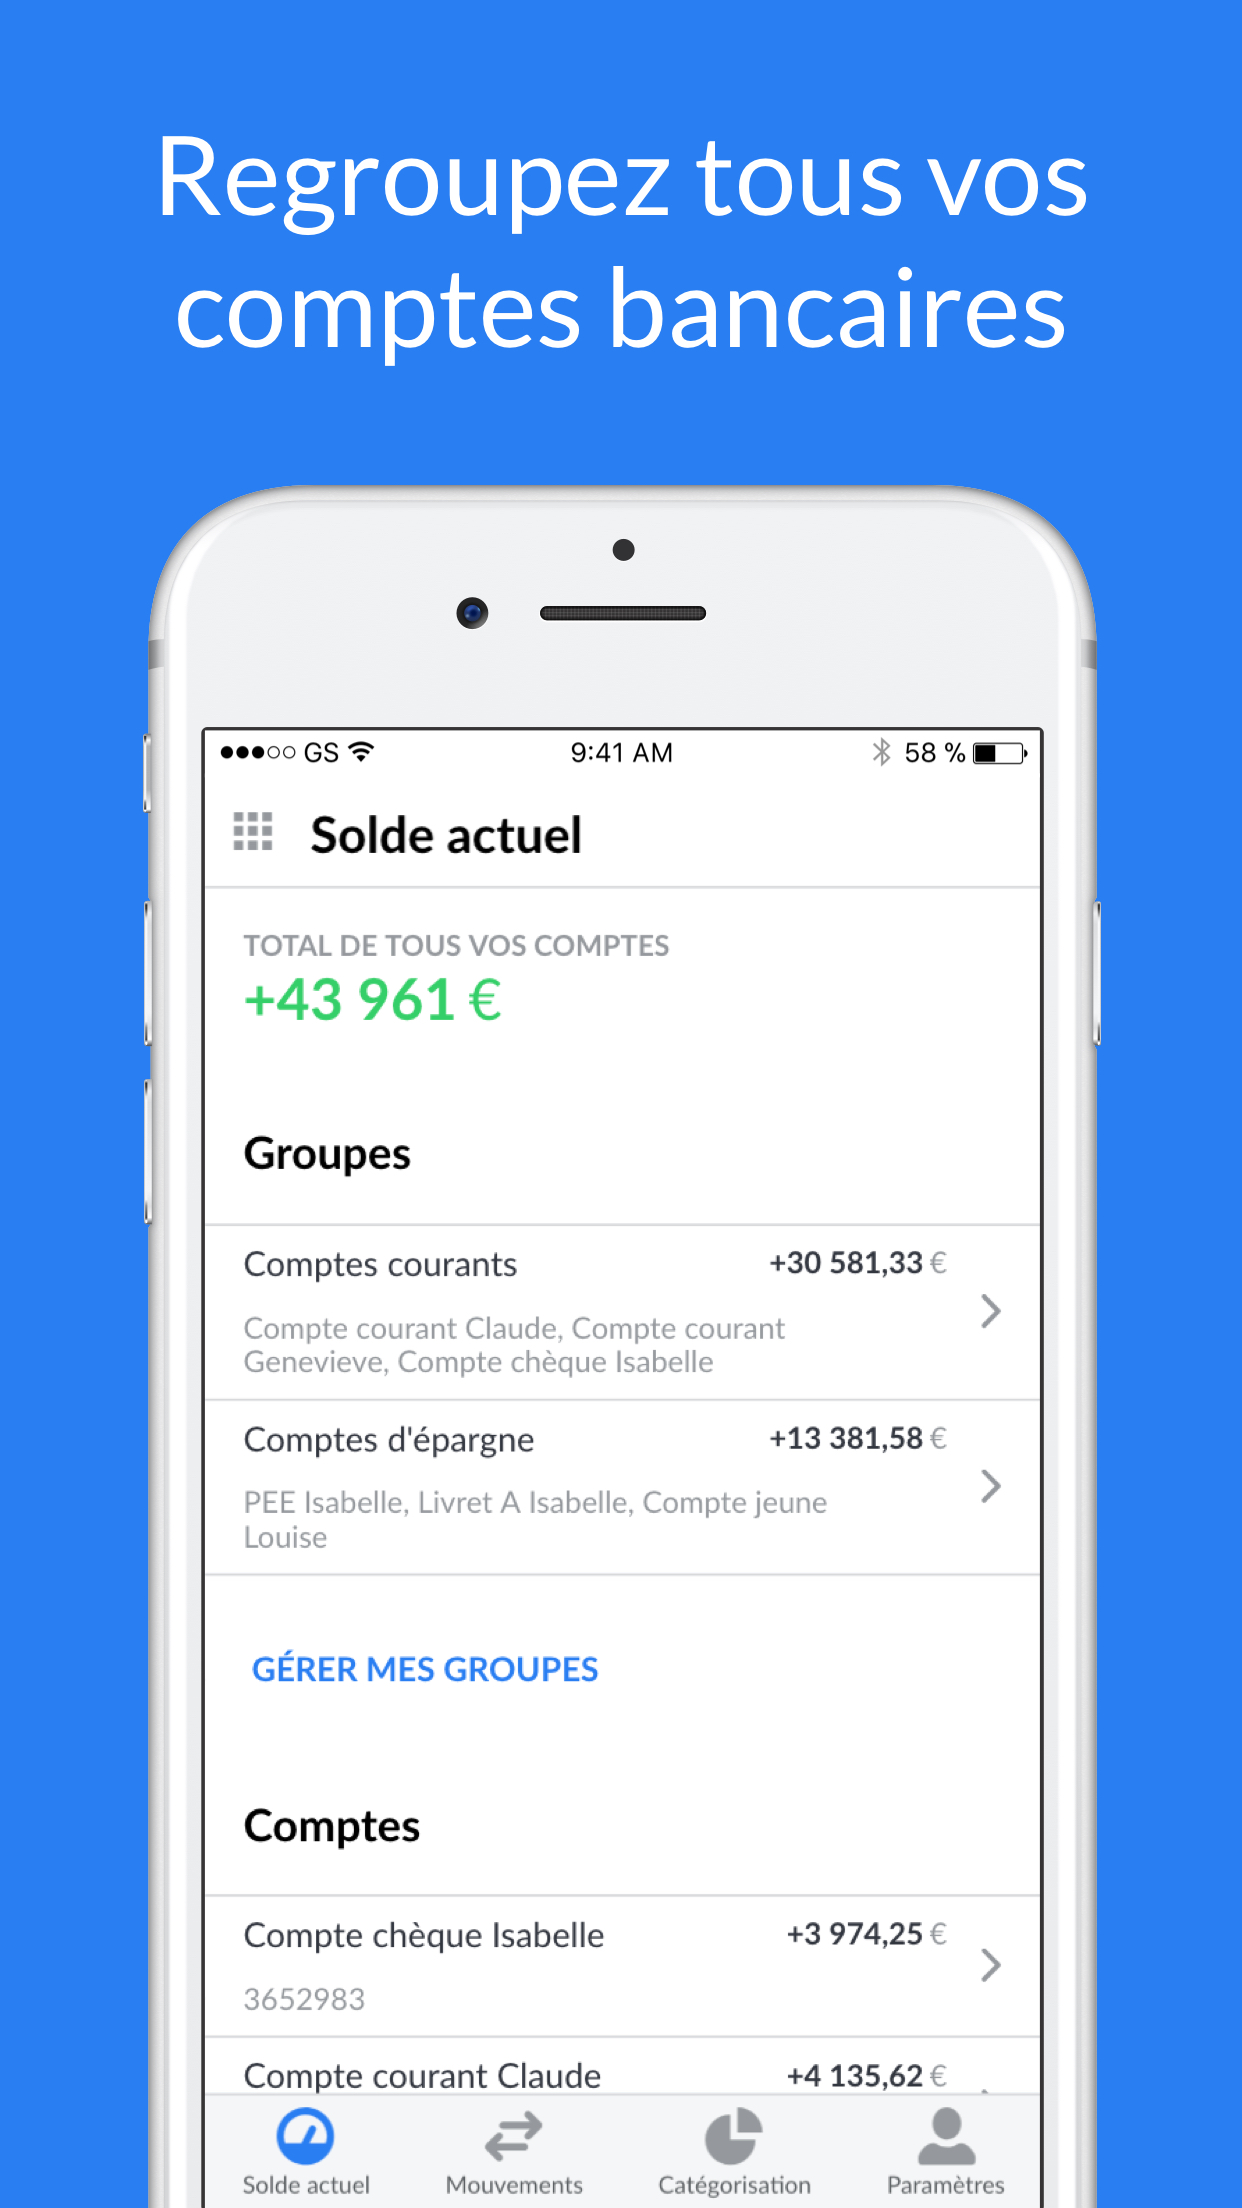 Regroupez tous vos
comptes bancaires
GS 9:41 AM 58 %
Solde actuel
TOTAL DE TOUS VOS COMPTES
+43 961 €
Groupes
Comptes courants +30 581,33 €
Compte courant Claude, Compte courant
Genevieve, Compte chèque Isabelle
Comptes d'épargne +13 381,58 €
PEE Isabelle, Livret A Isabelle, Compte jeune
Louise
GÉRER MES GROUPES
Comptes
Compte chèque Isabelle +3 974,25 €
3652983
Compte courant Claude +4 135,62 €
Solde actuel Mouvements Catégorisation Paramètres